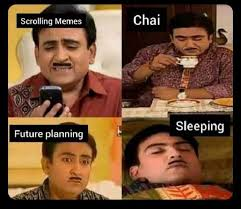 Scrolling Memes
Chai
Future planning
Sleeping